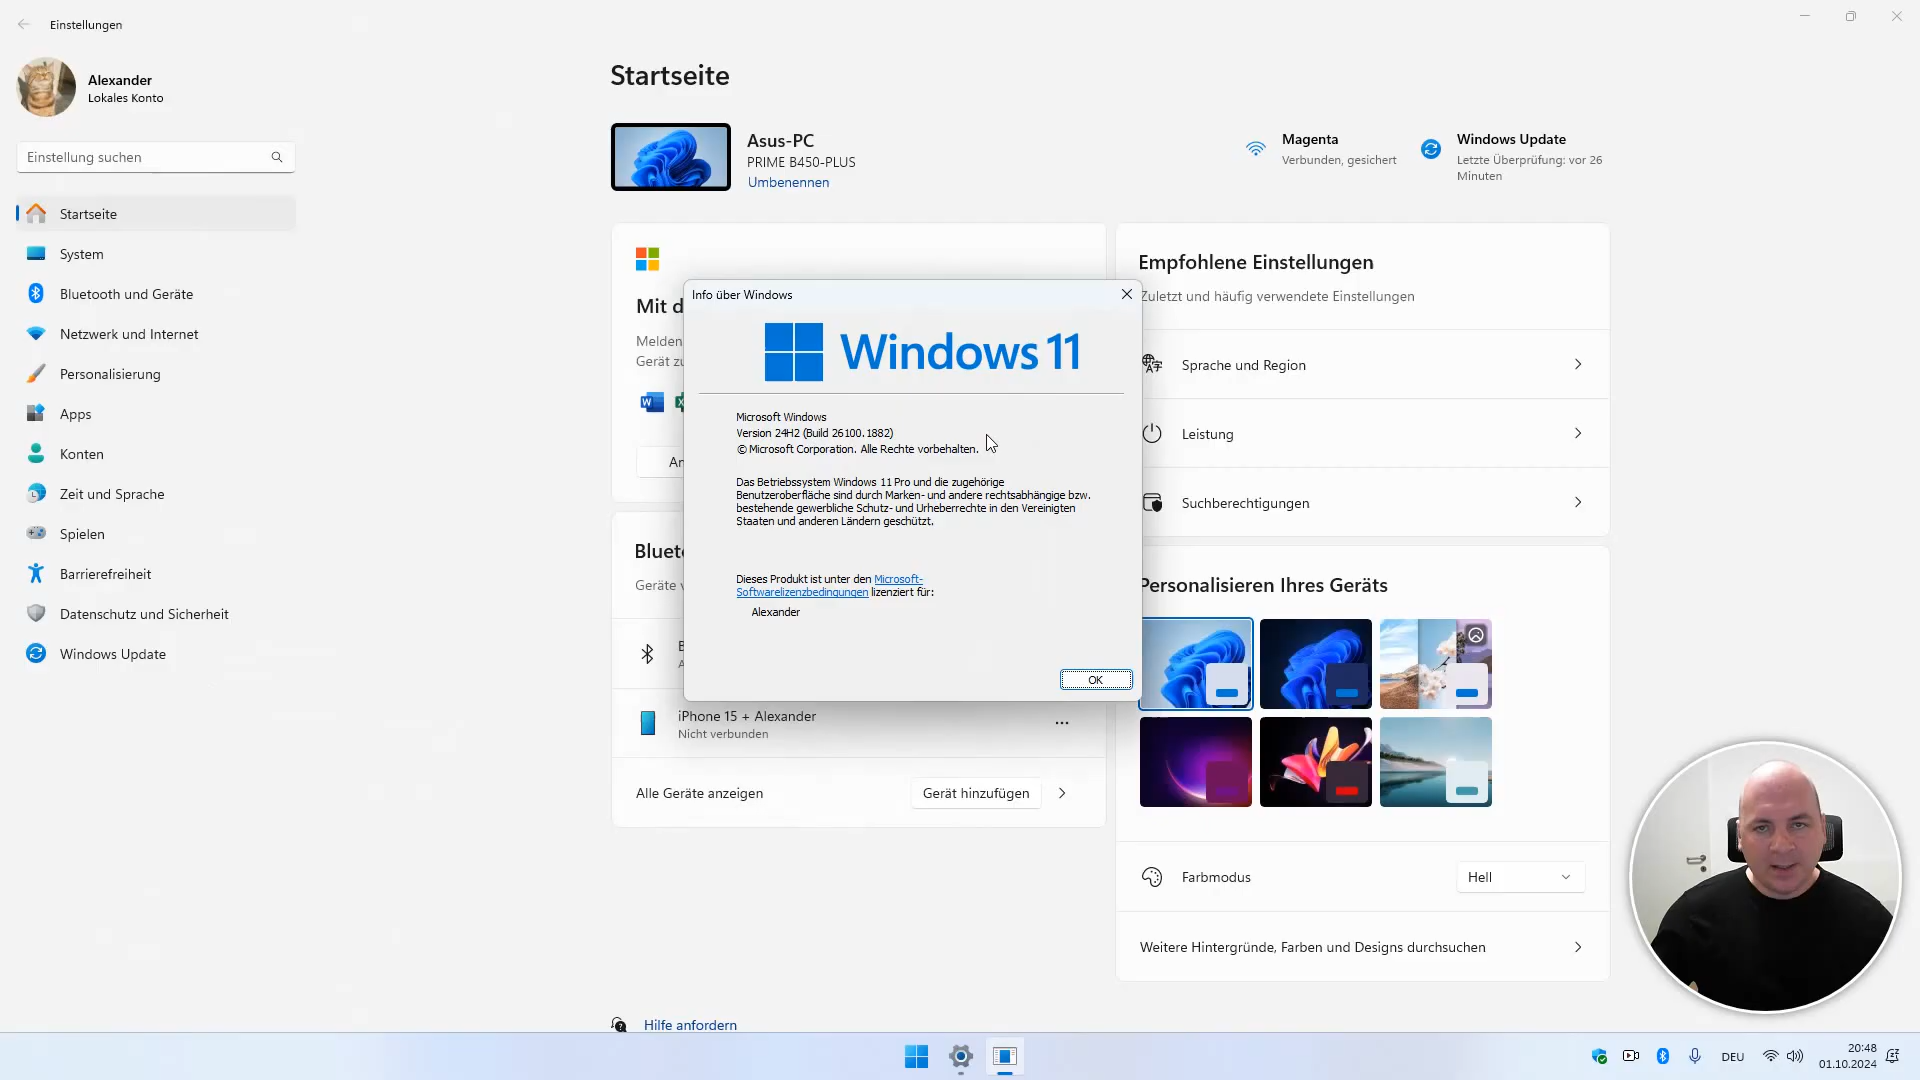 Einstellungen
Alexander
Lokales Konto
Einstellung suchen
Startseite
System
Bluetooth und Geräte
Netzwerk und Internet
Personalisierung
Apps
Konten
Zeit und Sprache
Spielen
Barrierefreiheit
Datenschutz und Sicherheit
Windows Update
Startseite
Asus-PC
PRIME B450-PLUS
Umbenennen
Magenta
Verbunden, gesichert
Windows Update
Letzte Überprüfung: vor 26
Minuten
Mit d
Melden
Gerät zu
Info über Windows
Windows 11
Microsoft Windows
Version 24H2 (Build 26100.1882)
© Microsoft Corporation. Alle Rechte vorbehalten.
Das Betriebssystem Windows 11 Pro und die zugehörige
Benutzeroberfläche sind durch Marken- und andere rechtsabhängige bzw.
bestehende gewerbliche Schutz- und Urheberrechte in den Vereinigten
Staaten und anderen Ländern geschützt.
Dieses Produkt ist unter den Microsoft-
Softwarelizenzbedingungen lizenziert für:
Alexander
OK
Geräte v
iPhone 15 + Alexander
Nicht verbunden
Alle Geräte anzeigen
Gerät hinzufügen
Empfohlene Einstellungen
Zuletzt und häufig verwendete Einstellungen
Sprache und Region
Leistung
Suchberechtigungen
Personalisieren Ihres Geräts
Farbmodus
Hell
Weitere Hintergründe, Farben und Designs durchsuchen
Hilfe anfordern
DEU
20:48
01.10.2024